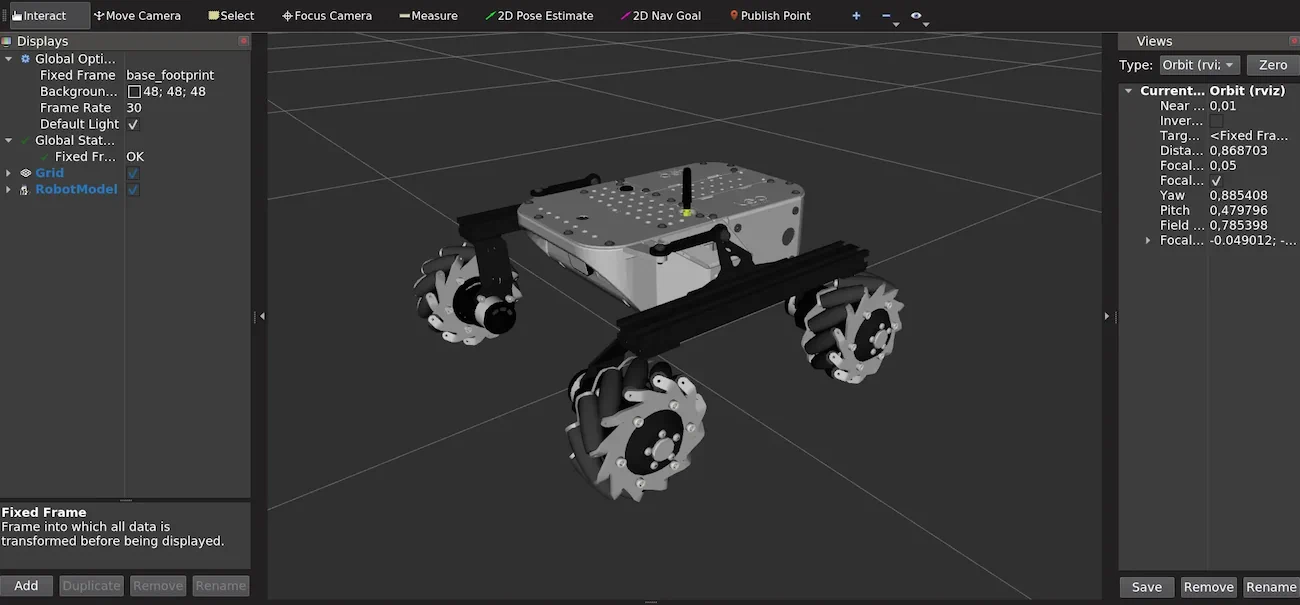 Interact Move Camera Select Focus Camera Measure 2D Pose Estimate 2D Nav Goal Publish Point
Displays
Global Opti...
Fixed Frame base_footprint
Backgroun... 48; 48; 48
Frame Rate 30
Default Light
Global Stat...
Fixed Fr... OK
Grid
RobotModel
Fixed Frame
Frame into which all data is
transformed before being displayed.
Add Duplicate Remove Rename
Views
Type: Orbit (rvi: Zero
Current... Orbit (rviz)
Near ... 0,01
Inver...
Targ... <Fixed Fra...
Dista... 0,868703
Focal... 0,05
Focal...
Yaw 0,885408
Pitch 0,479796
Field ... 0,785398
Focal... -0.049012; -...
Save Remove Rename